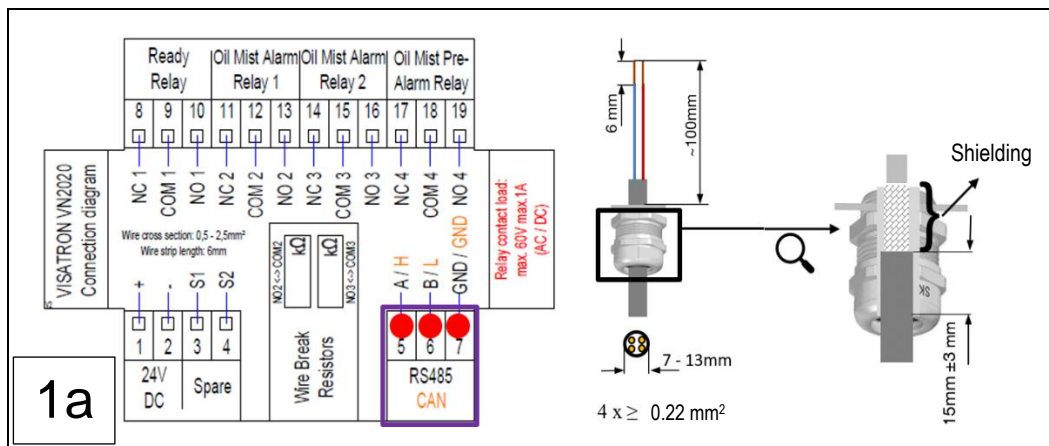 Ready Relay
Oil Mist Alarm Relay 1
Oil Mist Alarm Relay 2
Oil Mist Pre-Alarm Relay
8 9 10 11 12 13 14 15 16 17 18 19
NC 1
COM 1
NO 1
NC 2
COM 2
NO 2
NC 3
COM 3
NO 3
NC 4
COM 4
NO 4
VISATRON VN2020
Connection diagram
Wire cross section: 0,5 - 2,5mm²
Wire strip length: 6mm
+
-
S1
S2
NO2<->COM2
kΩ
kΩ
NO3<->COM3
Wire Break
Resistors
A / H
B / L
GND / GND
Relay contact load:
max. 60V max.1A
(AC / DC)
1 2 3 4
5 6 7
24V
DC
Spare
RS485
CAN
1a
6 mm
~100mm
7 - 13mm
4 x ≥ 0.22 mm²
Shielding
SK
15mm ±3 mm